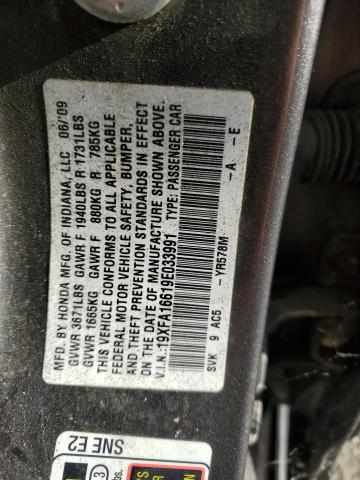 MFD. BY HONDA MFG. OF INDIANA, LLC 06/'09
GVWR 3671LBS GAWR F 1940LBS R 1731LBS
GVWR 1665KG GAWR F 880KG R 785KG
THIS VEHICLE CONFORMS TO ALL APPLICABLE
FEDERAL MOTOR VEHICLE SAFETY, BUMPER,
AND THEFT PREVENTION STANDARDS IN EFFECT
ON THE DATE OF MANUFACTURE SHOWN ABOVE.
V.I.N.: 19XFA16619E033991 TYPE: PASSENGER CAR
SVK 9 AC5 -YR578M -A -E
SNE E2